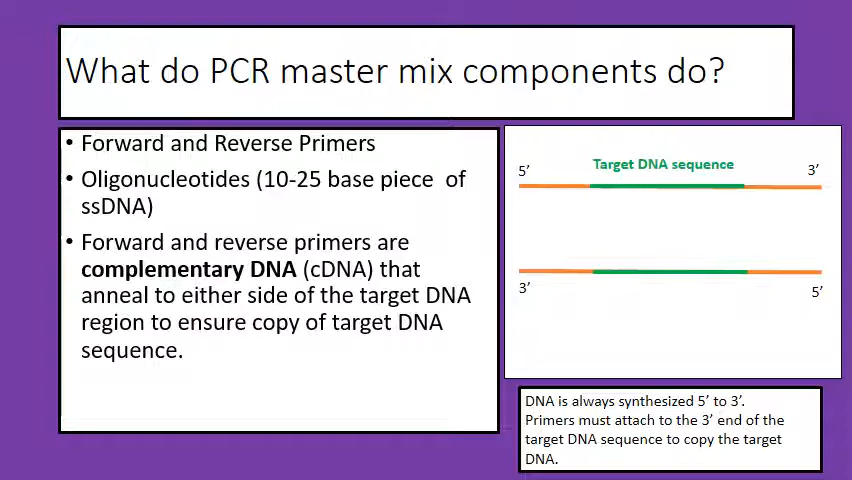 What do PCR master mix components do?
• Forward and Reverse Primers
• Oligonucleotides (10-25 base piece of
ssDNA)
• Forward and reverse primers are
complementary DNA (cDNA) that
anneal to either side of the target DNA
region to ensure copy of target DNA
sequence.
Target DNA sequence
5’ 3’
3’ 5’
DNA is always synthesized 5’ to 3’.
Primers must attach to the 3’ end of the
target DNA sequence to copy the target
DNA.